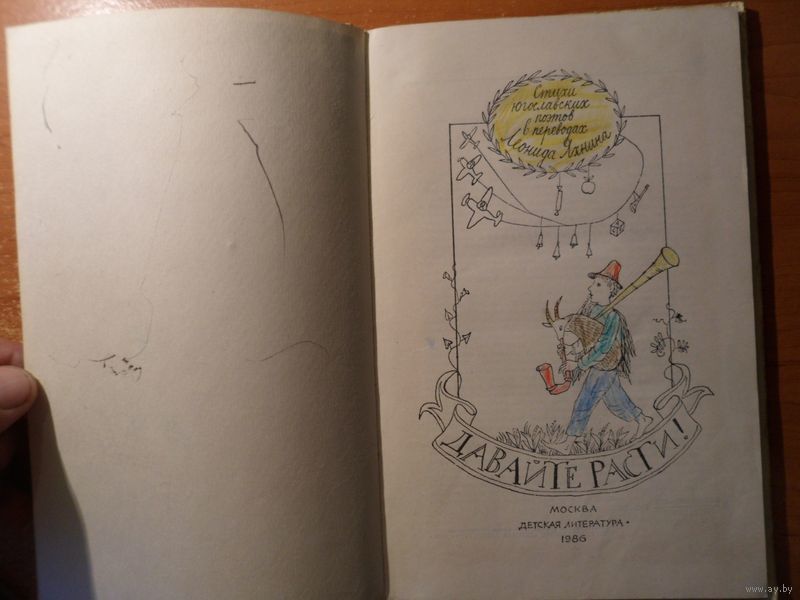 Стихи
югославских
поэтов
в переводах
Леонида Яхнина
ДАВАЙТЕ РАСТИ!
МОСКВА
ДЕТСКАЯ ЛИТЕРАТУРА •
1986
www.ay.by